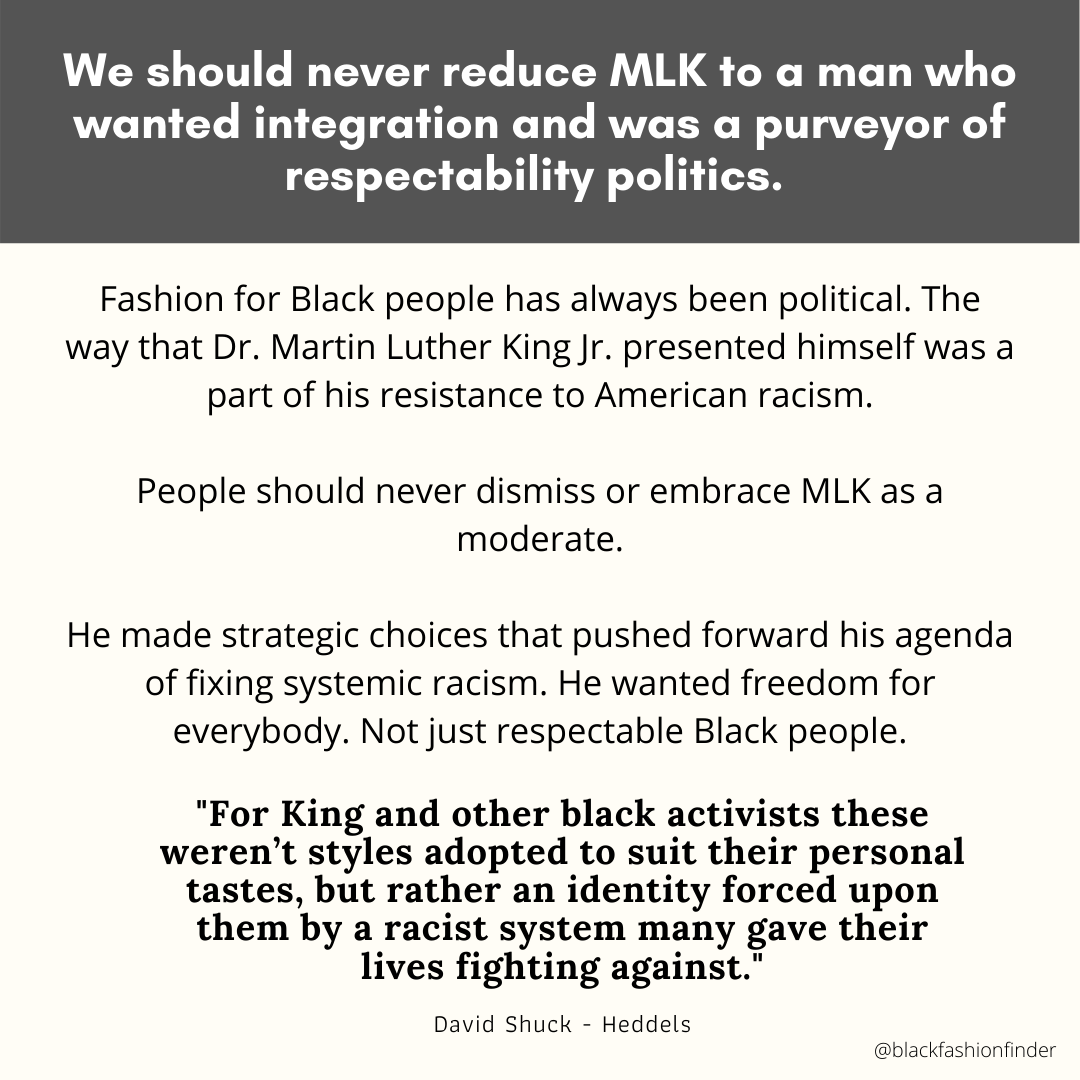 We should never reduce MLK to a man who
wanted integration and was a purveyor of
respectability politics.
Fashion for Black people has always been political. The
way that Dr. Martin Luther King Jr. presented himself was a
part of his resistance to American racism.
People should never dismiss or embrace MLK as a
moderate.
He made strategic choices that pushed forward his agenda
of fixing systemic racism. He wanted freedom for
everybody. Not just respectable Black people.
"For King and other black activists these
weren’t styles adopted to suit their personal
tastes, but rather an identity forced upon
them by a racist system many gave their
lives fighting against."
David Shuck - Heddels
@blackfashionfinder